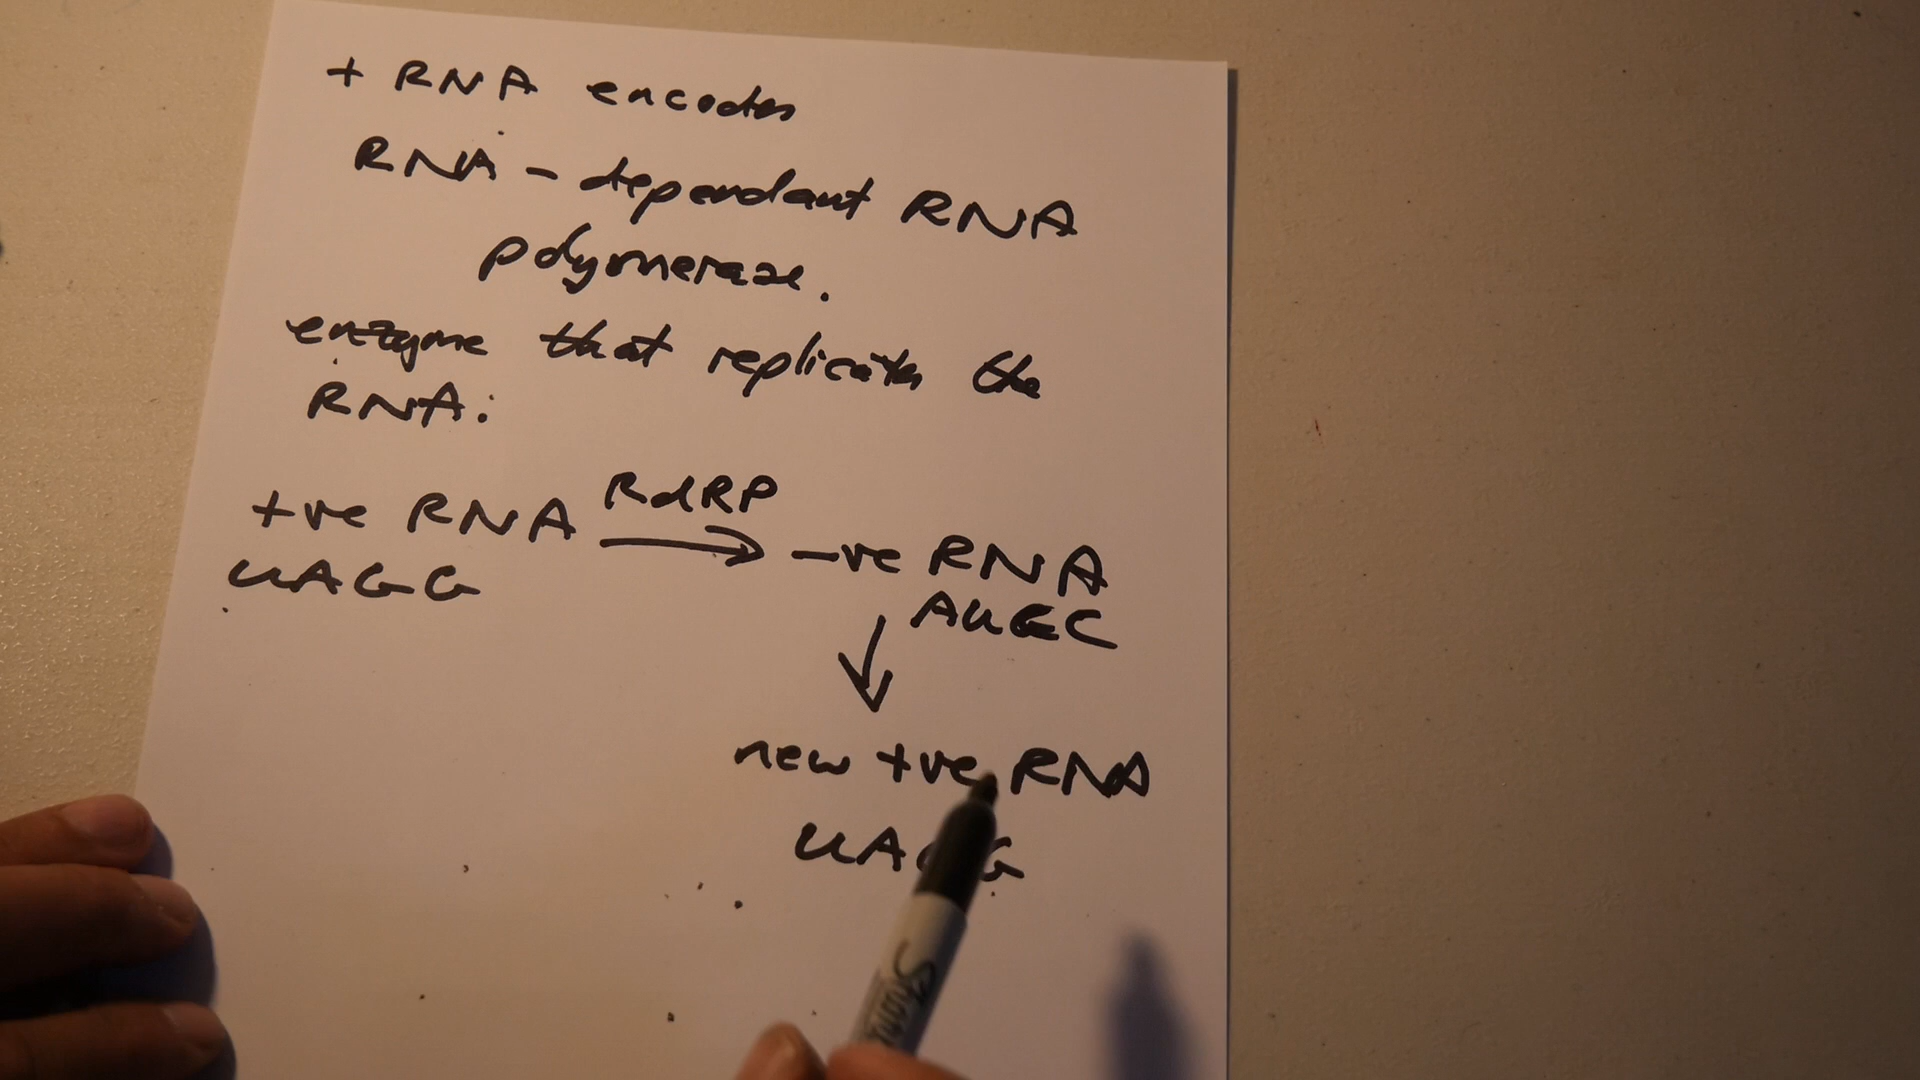 + RNA encodes
RNA - dependant RNA
polymerase.
enzyme that replicates the
RNA:
+ve RNA RdRP -ve RNA
UAGG AUCC
new +ve RNA
UAGG